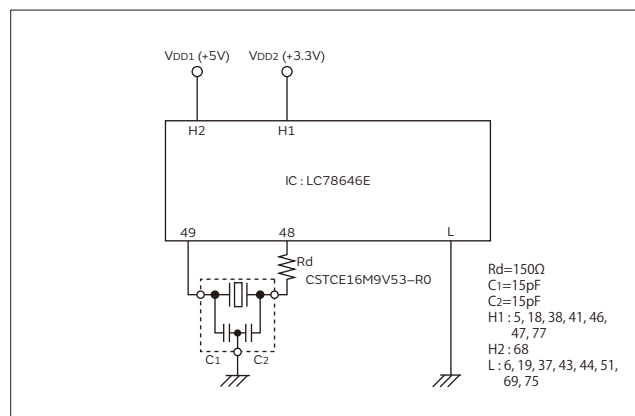 VDD1 (+5V)
VDD2 (+3.3V)
H2
H1
IC : LC78646E
49
48
L
Rd
CSTCE16M9V53–R0
C1
C2
Rd=150Ω
C1=15pF
C2=15pF
H1 : 5, 18, 38, 41, 46,
47, 77
H2 : 68
L : 6, 19, 37, 43, 44, 51,
69, 75